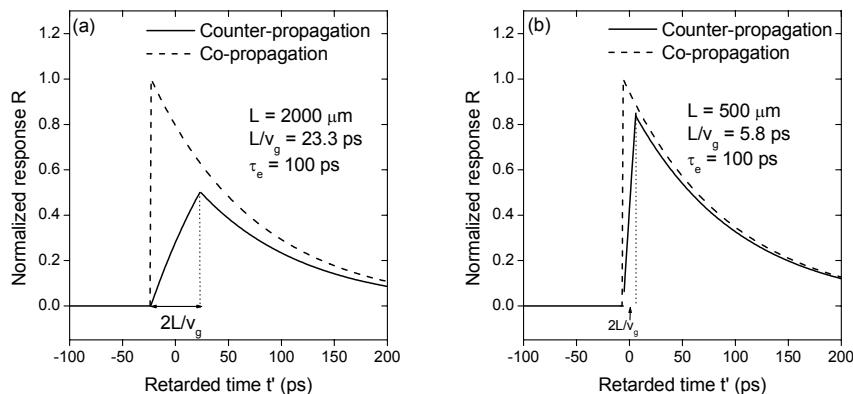 (a)
Counter-propagation
Co-propagation
L = 2000 μm
L/v_g = 23.3 ps
τ_e = 100 ps
Normalized response R
1.0
0.8
0.6
0.4
0.2
0.0
2L/v_g
-100 -50 0 50 100 150 200
Retarded time t' (ps)
(b)
Counter-propagation
Co-propagation
L = 500 μm
L/v_g = 5.8 ps
τ_e = 100 ps
Normalized response R
1.0
0.8
0.6
0.4
0.2
0.0
2L/v_g
-100 -50 0 50 100 150 200
Retarded time t' (ps)